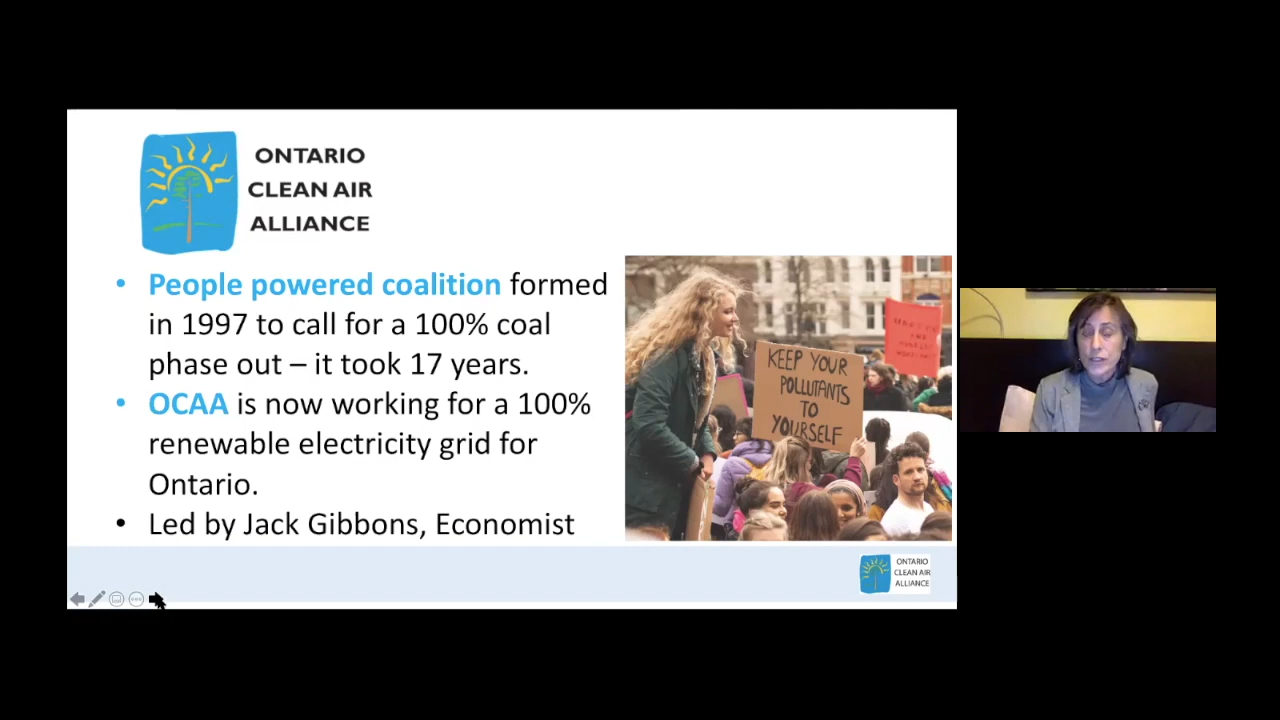 ONTARIO
CLEAN AIR
ALLIANCE
• People powered coalition formed
in 1997 to call for a 100% coal
phase out – it took 17 years.
• OCAA is now working for a 100%
renewable electricity grid for
Ontario.
• Led by Jack Gibbons, Economist
KEEP YOUR
POLLUTANTS
TO
YOURSELF
ONTARIO
CLEAN AIR
ALLIANCE